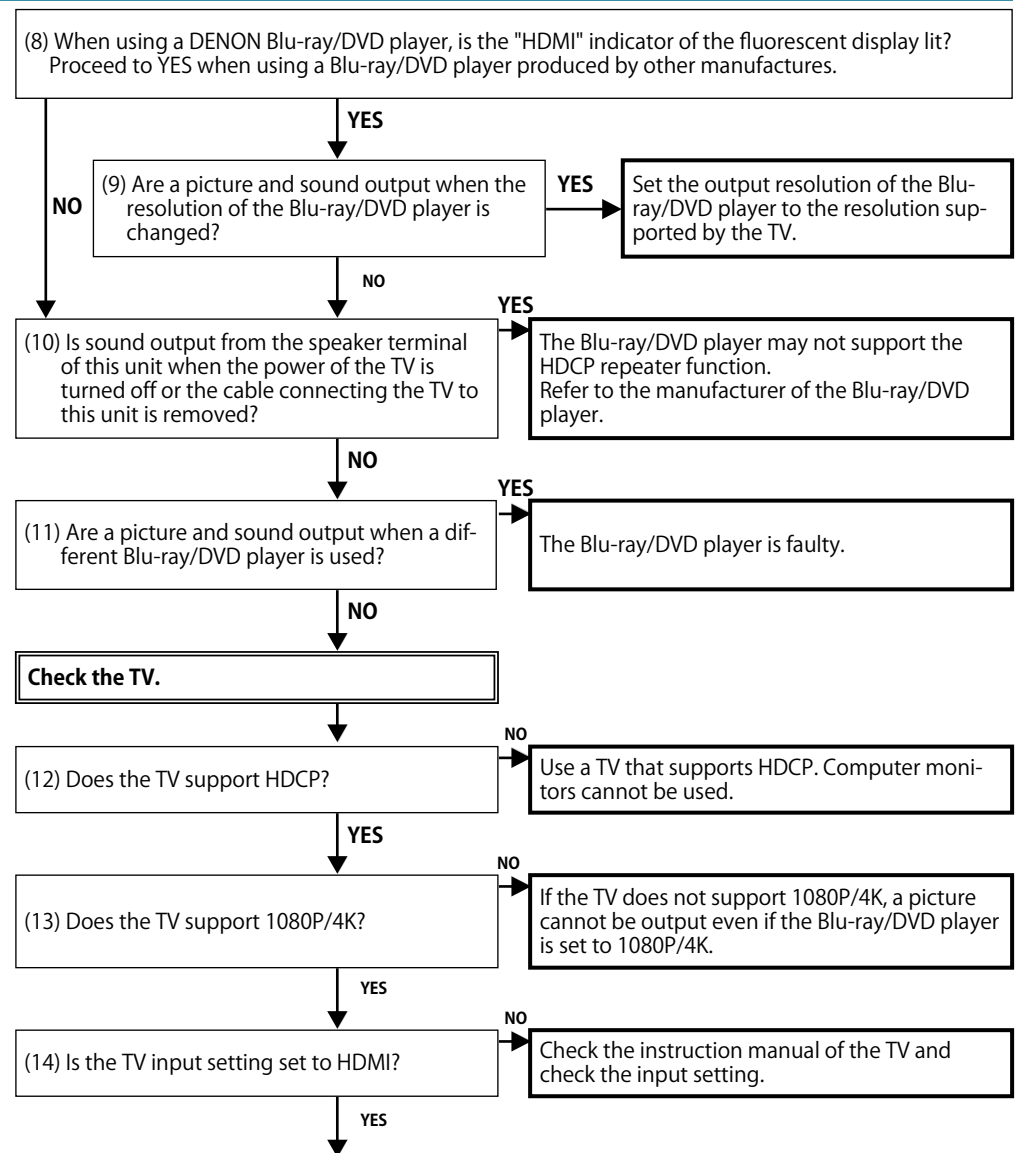 (8) When using a DENON Blu-ray/DVD player, is the "HDMI" indicator of the fluorescent display lit?
Proceed to YES when using a Blu-ray/DVD player produced by other manufactures.
YES
NO
(9) Are a picture and sound output when the
resolution of the Blu-ray/DVD player is
changed?
YES
Set the output resolution of the Blu-
ray/DVD player to the resolution sup-
ported by the TV.
NO
(10) Is sound output from the speaker terminal
of this unit when the power of the TV is
turned off or the cable connecting the TV to
this unit is removed?
YES
The Blu-ray/DVD player may not support the
HDCP repeater function.
Refer to the manufacturer of the Blu-ray/DVD
player.
NO
(11) Are a picture and sound output when a dif-
ferent Blu-ray/DVD player is used?
YES
The Blu-ray/DVD player is faulty.
NO
Check the TV.
(12) Does the TV support HDCP?
NO
Use a TV that supports HDCP. Computer moni-
tors cannot be used.
YES
(13) Does the TV support 1080P/4K?
NO
If the TV does not support 1080P/4K, a picture
cannot be output even if the Blu-ray/DVD player
is set to 1080P/4K.
YES
(14) Is the TV input setting set to HDMI?
NO
Check the instruction manual of the TV and
check the input setting.
YES